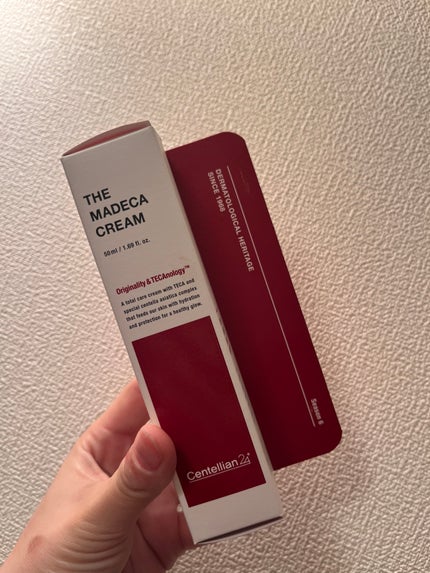 THE
MADECA
CREAM
50ml / 1.69 fl. oz.
Originality & TECAnology™
A total care cream with TECA and
special centella asiatica complex
that feeds our skin with hydration
and protection for a healthy glow.
Centellian24+
DERMATOLOGICAL HERITAGE
SINCE 1968
Season 6